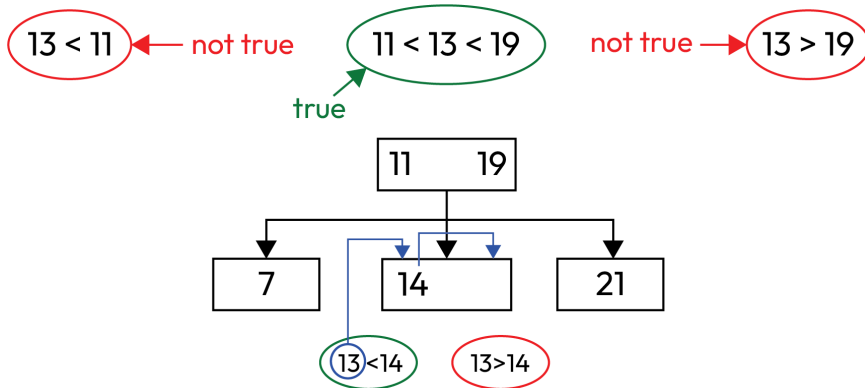 13 < 11
not true
11 < 13 < 19
not true
13 > 19
true
11 19
7
14
21
13<14
13>14